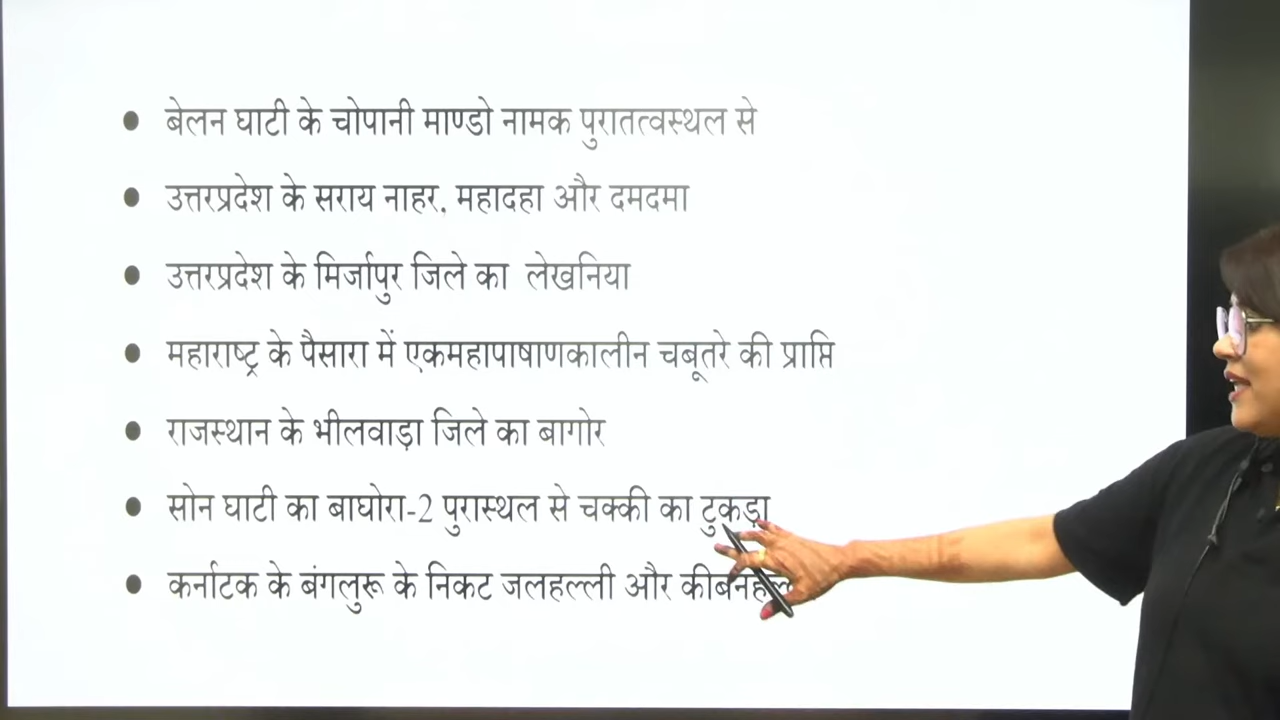 बेलन घाटी के चोपानी माण्डो नामक पुरातत्वस्थल से
उत्तरप्रदेश के सराय नाहर, महादहा और दमदमा
उत्तरप्रदेश के मिर्जापुर जिले का लेखनिया
महाराष्ट्र के पैसारा में एकमहापाषाणकालीन चबूतरे की प्राप्ति
राजस्थान के भीलवाड़ा जिले का बागोर
सोन घाटी का बाघोरा-2 पुरास्थल से चक्की का टुकड़ा
कर्नाटक के बंगलुरू के निकट जलहल्ली और